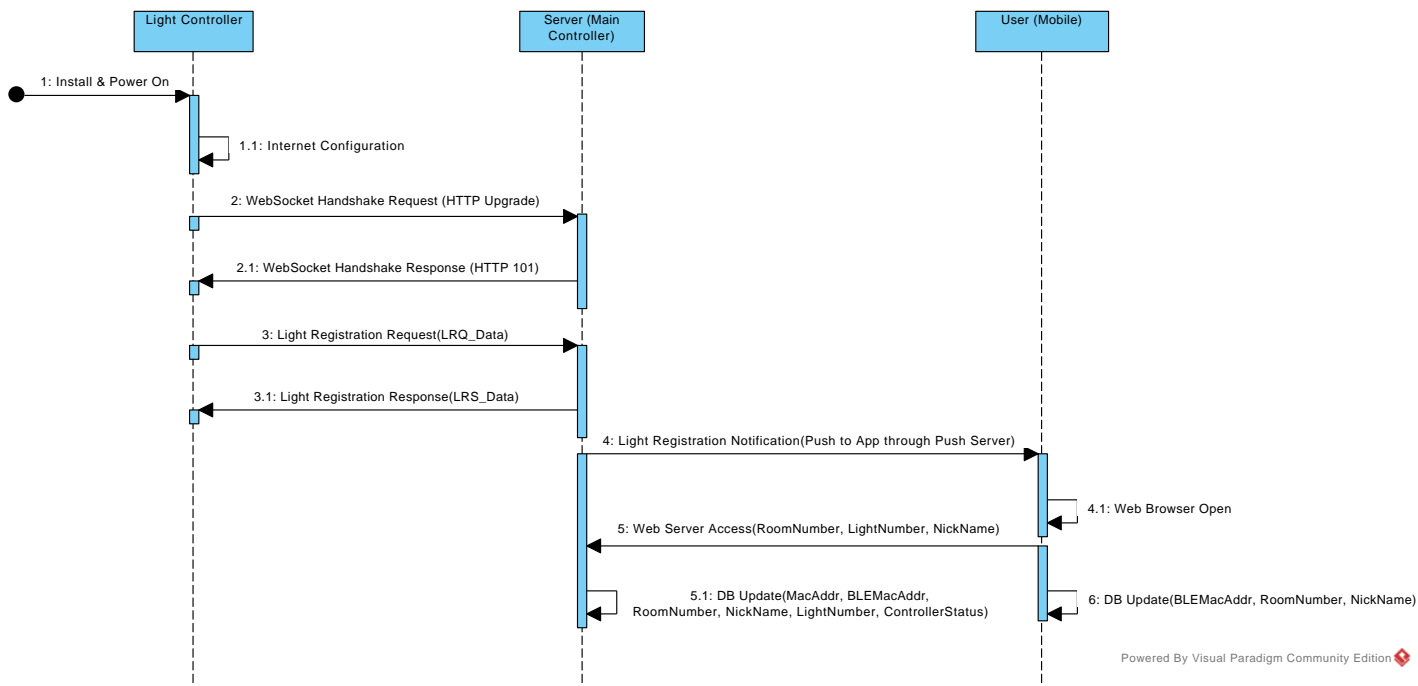 Light Controller
Server (Main
Controller)
User (Mobile)
1: Install & Power On
1.1: Internet Configuration
2: WebSocket Handshake Request (HTTP Upgrade)
2.1: WebSocket Handshake Response (HTTP 101)
3: Light Registration Request(LRQ_Data)
3.1: Light Registration Response(LRS_Data)
4: Light Registration Notification(Push to App through Push Server)
4.1: Web Browser Open
5: Web Server Access(RoomNumber, LightNumber, NickName)
5.1: DB Update(MacAddr, BLEMacAddr,
RoomNumber, NickName, LightNumber, ControllerStatus)
6: DB Update(BLEMacAddr, RoomNumber, NickName)
Powered By Visual Paradigm Community Edition